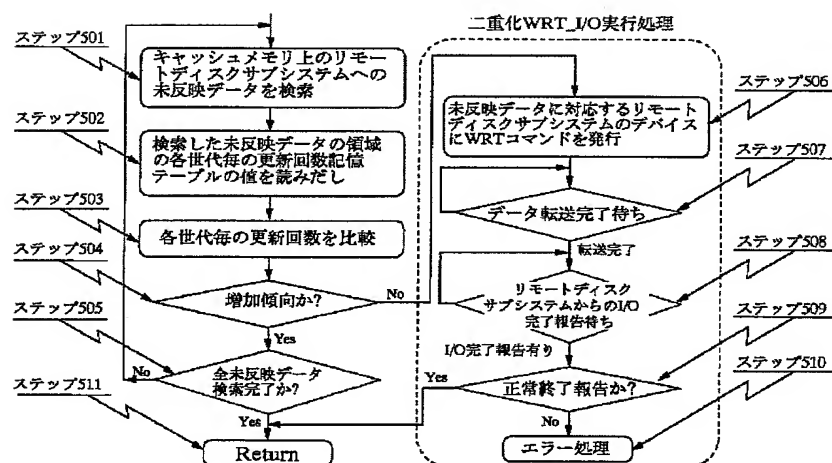 ステップ501
キャッシュメモリ上のリモー
トディスクサブシステムへの
未反映データを検索
ステップ502
検索した未反映データの領域
の各世代毎の更新回数記憶
テーブルの値を読みだし
ステップ503
各世代毎の更新回数を比較
ステップ504
増加傾向か?
No
Yes
ステップ505
全未反映データ
検索完了か?
No
Yes
ステップ511
Return
二重化WRT_I/O実行処理
ステップ506
未反映データに対応するリモート
ディスクサブシステムのデバイス
にWRTコマンドを発行
ステップ507
データ転送完了待ち
転送完了
ステップ508
リモートディスク
サブシステムからのI/O
完了報告待ち
I/O完了報告有り
ステップ509
正常終了報告か?
Yes
No
ステップ510
エラー処理